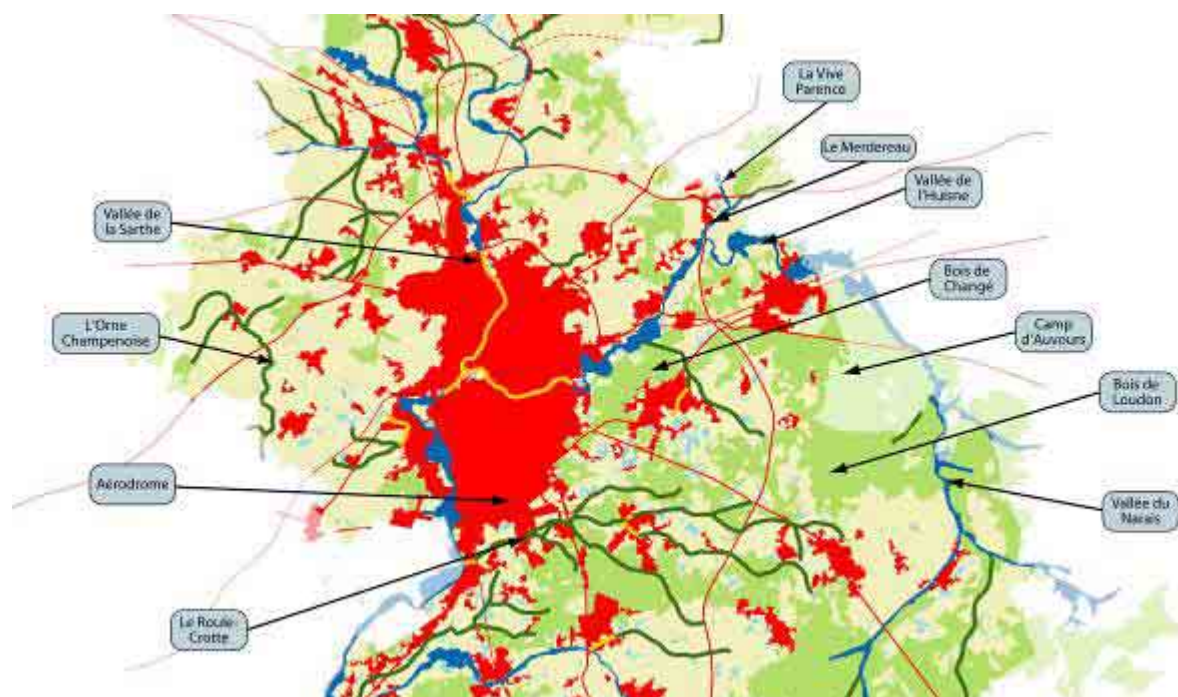 La Vive
Parence
Le Merdereau
Vallée de
l'Huisne
Vallée de
la Sarthe
Bois de
Changé
L'Orne
Champenoise
Camp
d'Auvours
Bois de
Loudon
Aérodrome
Vallée du
Narais
Le Roule-
Crotte